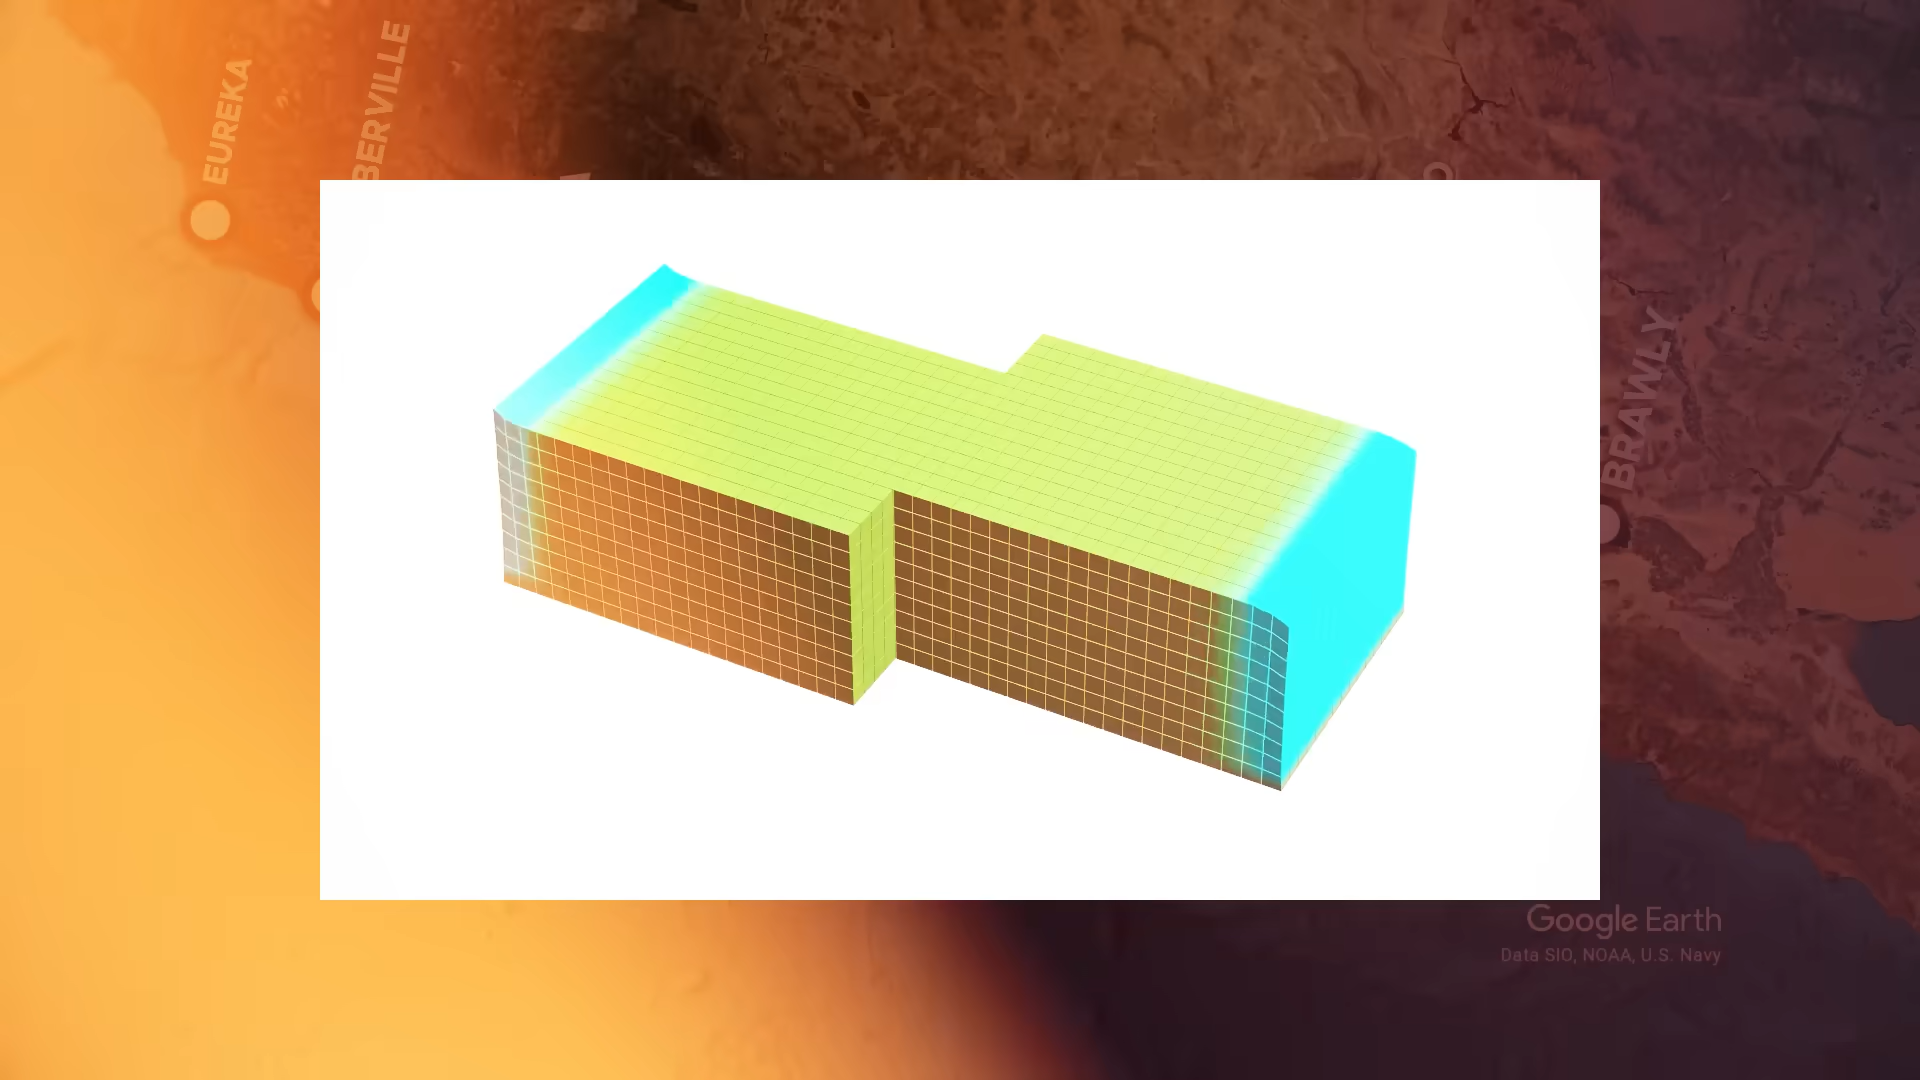 EUREKA
BERVILLE
BRAWLY
Google Earth
Data SIO, NOAA, U.S. Navy